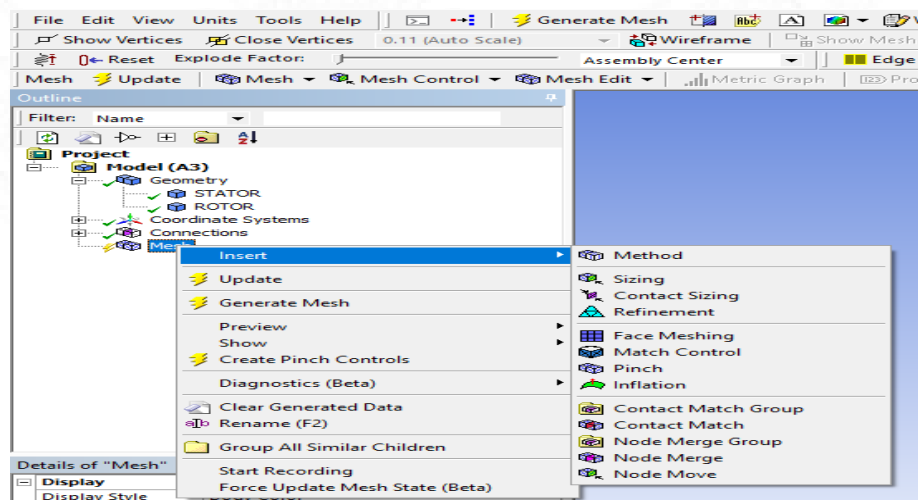 File Edit View Units Tools Help Generate Mesh
Show Vertices Close Vertices 0.11 (Auto Scale) Wireframe Show Mesh
Reset Explode Factor: Assembly Center Edge
Mesh Update Mesh Mesh Control Mesh Edit Metric Graph
Outline
Filter: Name
Project
Model (A3)
Geometry
STATOR
ROTOR
Coordinate Systems
Connections
Mesh
Insert
Update
Generate Mesh
Preview
Show
Create Pinch Controls
Diagnostics (Beta)
Clear Generated Data
Rename (F2)
Group All Similar Children
Start Recording
Force Update Mesh State (Beta)
Method
Sizing
Contact Sizing
Refinement
Face Meshing
Match Control
Pinch
Inflation
Contact Match Group
Contact Match
Node Merge Group
Node Merge
Node Move
Details of "Mesh"
Display
Display Style